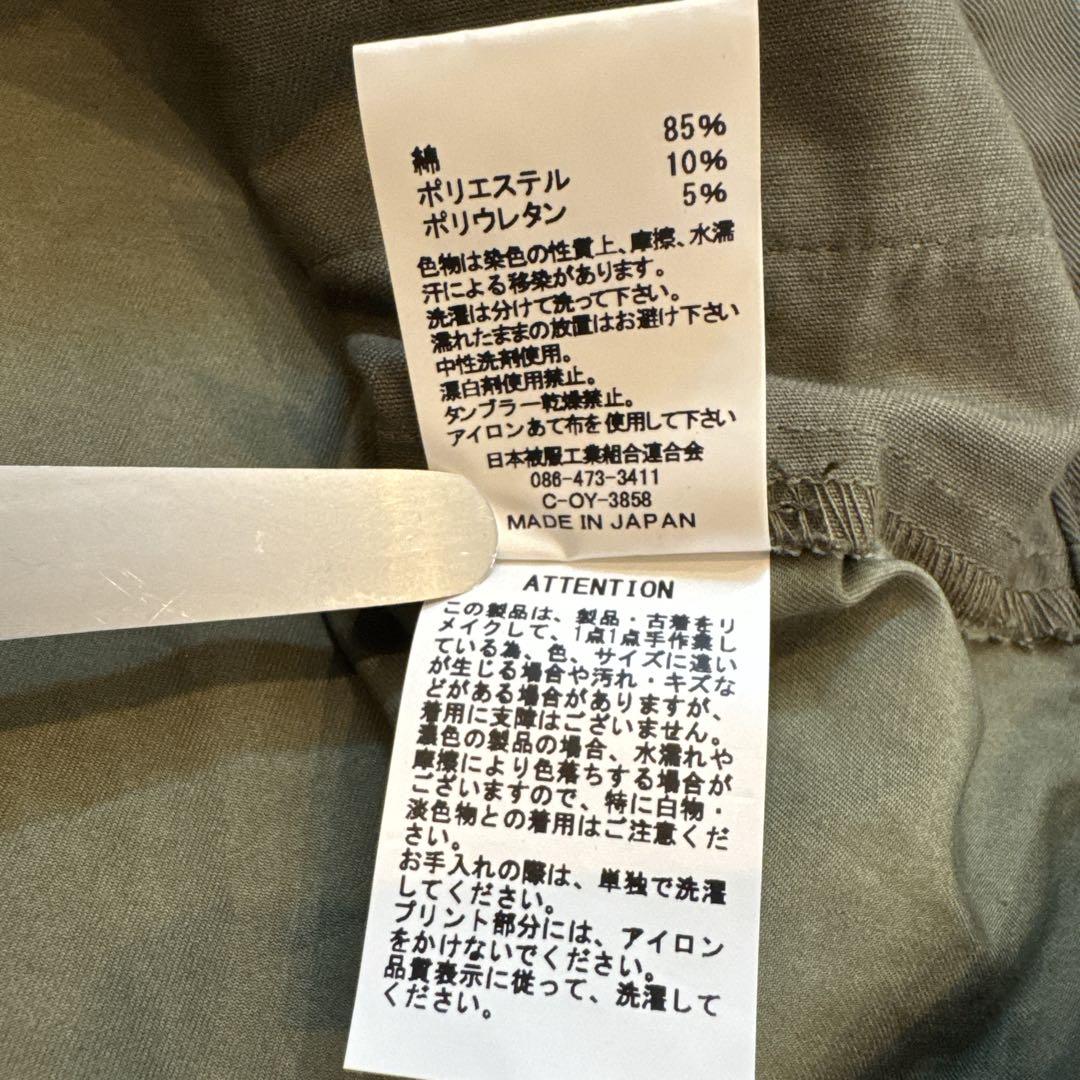 綿 85%
ポリエステル 10%
ポリウレタン 5%
色物は染色の性質上、摩擦、水濡
汗による移染があります。
洗濯は分けて洗って下さい。
濡れたままの放置はお避け下さい
中性洗剤使用。
漂白剤使用禁止。
タンブラー乾燥禁止。
アイロンあて布を使用して下さい
日本被服工業組合連合会
086-473-3411
C-OY-3858
MADE IN JAPAN
ATTENTION
この製品は、製品・古着をリ
メイクして、1点1点手作業し
ている為、色、サイズに違い
が生じる場合や汚れ・キズな
どがある場合がありますが、
着用に支障はございません。
濃色の製品の場合、水濡れや
摩擦により色落ちする場合が
ございますので、特に白物・
淡色物との着用はご注意くだ
さい。
お手入れの際は、単独で洗濯
してください。
プリント部分には、アイロン
をかけないでください。
品質表示に従って、洗濯して
ください。